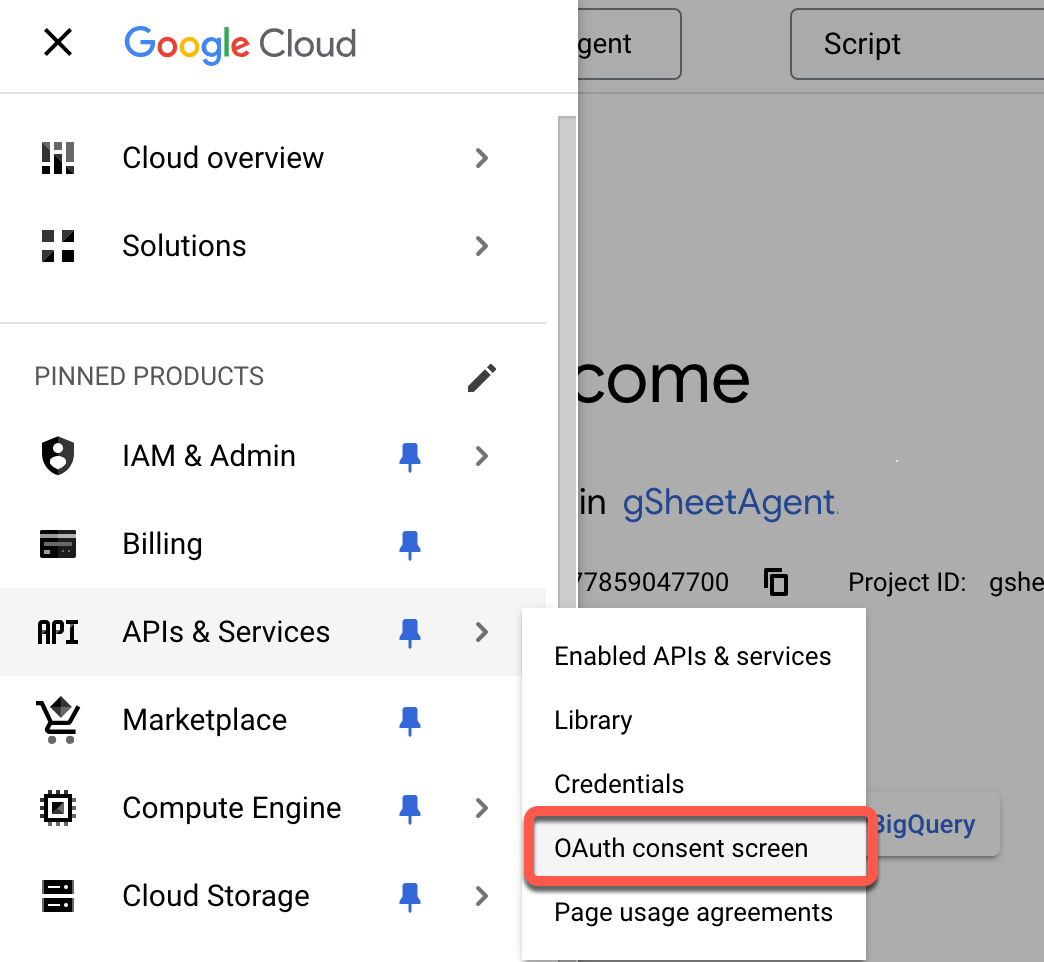 Google Cloud
gent
Script
Cloud overview
Solutions
PINNED PRODUCTS
come
IAM & Admin
in gSheetAgent.
Billing
77859047700
Project ID: gshe
API APIs & Services
Enabled APIs & services
Library
Credentials
OAuth consent screen
Page usage agreements
Marketplace
Compute Engine
BigQuery
Cloud Storage